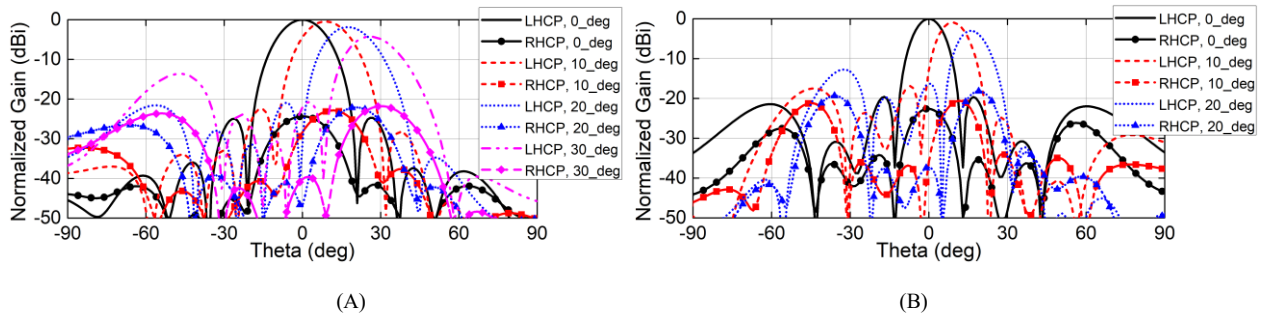 Normalized Gain (dBi)
0
-10
-20
-30
-40
-50
-90
-60
-30
0
30
60
90
Theta (deg)
LHCP, 0_deg
RHCP, 0_deg
LHCP, 10_deg
RHCP, 10_deg
LHCP, 20_deg
RHCP, 20_deg
LHCP, 30_deg
RHCP, 30_deg
(A)
Normalized Gain (dBi)
0
-10
-20
-30
-40
-50
-90
-60
-30
0
30
60
90
Theta (deg)
LHCP, 0_deg
RHCP, 0_deg
LHCP, 10_deg
RHCP, 10_deg
LHCP, 20_deg
RHCP, 20_deg
(B)